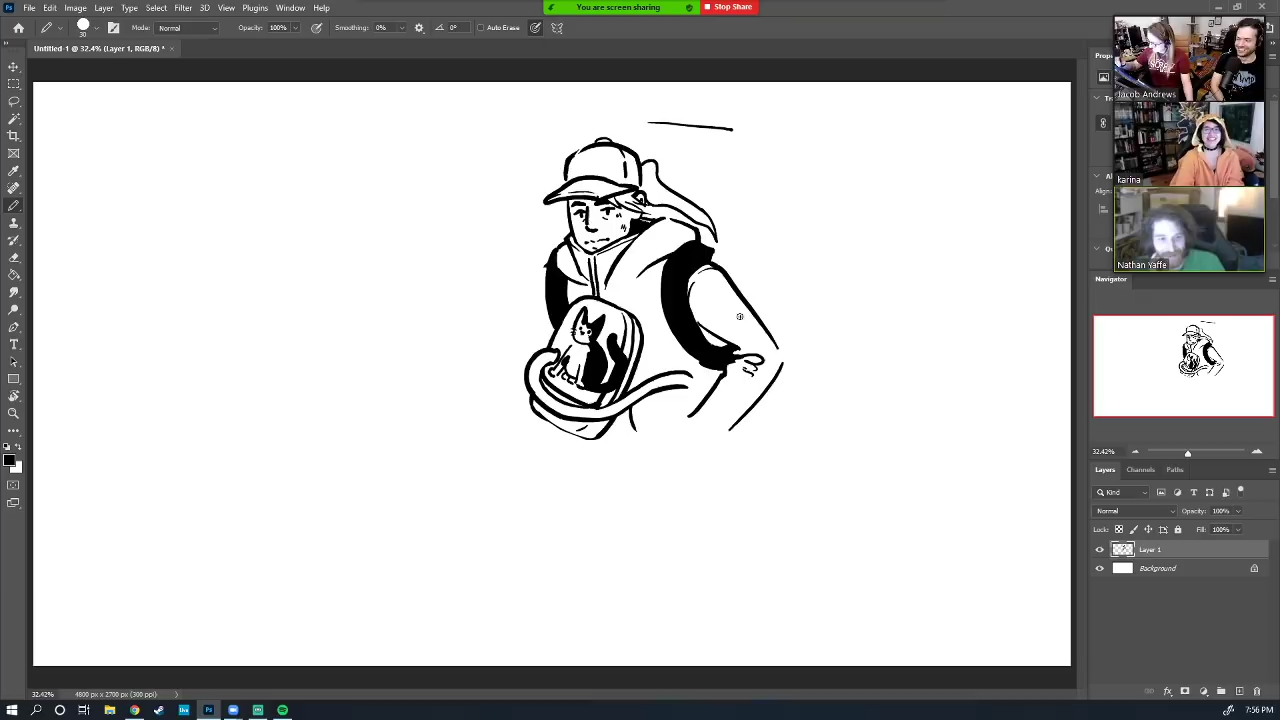 You are screen sharing
Stop Share
File Edit Image Layer Type Select Filter 3D View Plugins Window Help
30 Mode: Normal Opacity: 100% Smoothing: 0% 0° Auto Erase
Untitled-1 @ 32.4% (Layer 1, RGB/8) *
Jacob Andrews
karina
Nathan Yaffe
Navigator
32.42%
Layers Channels Paths
Kind
Normal Opacity: 100%
Lock: Fill: 100%
Layer 1
Background
32.42% 4800 px x 2700 px (300 ppi)
7:56 PM